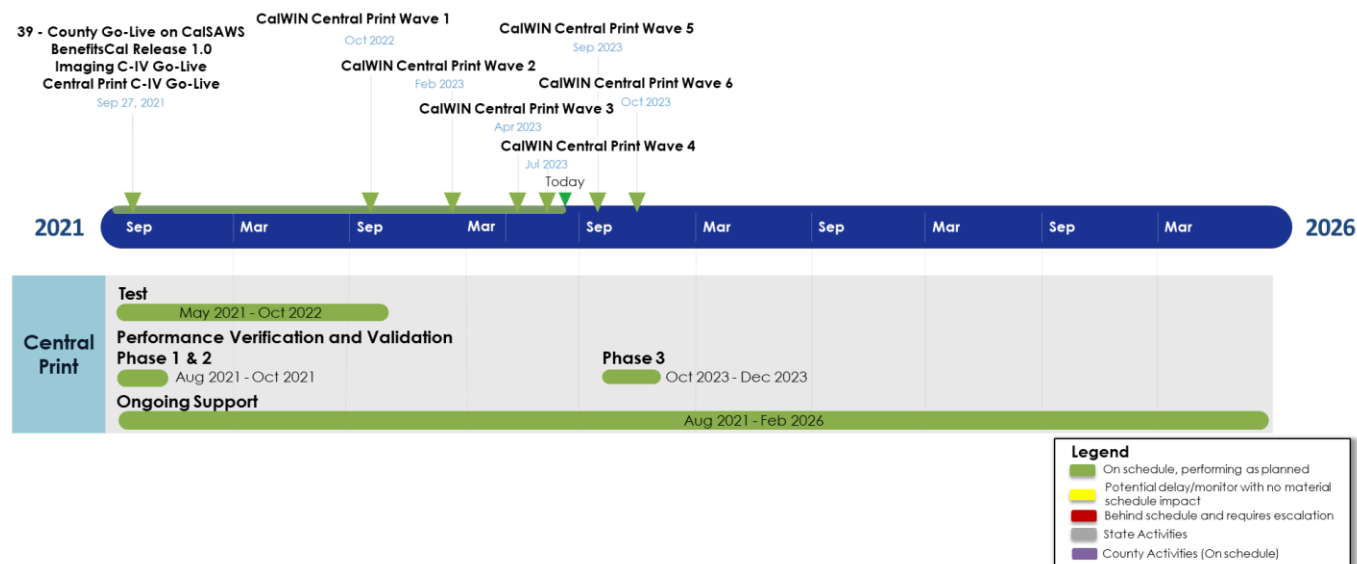 39 - County Go-Live on CalSAWS
BenefitsCal Release 1.0
Imaging C-IV Go-Live
Central Print C-IV Go-Live
Sep 27, 2021
CalWIN Central Print Wave 1
Oct 2022
CalWIN Central Print Wave 2
Feb 2023
CalWIN Central Print Wave 3
Apr 2023
CalWIN Central Print Wave 4
Jul 2023
CalWIN Central Print Wave 5
Sep 2023
CalWIN Central Print Wave 6
Oct 2023
Today
2021 Sep Mar Sep Mar Sep Mar Sep Mar Sep Mar 2026
Central
Print
Test
May 2021 - Oct 2022
Performance Verification and Validation
Phase 1 & 2
Aug 2021 - Oct 2021
Phase 3
Oct 2023 - Dec 2023
Ongoing Support
Aug 2021 - Feb 2026
Legend
On schedule, performing as planned
Potential delay/monitor with no material
schedule impact
Behind schedule and requires escalation
State Activities
County Activities (On schedule)